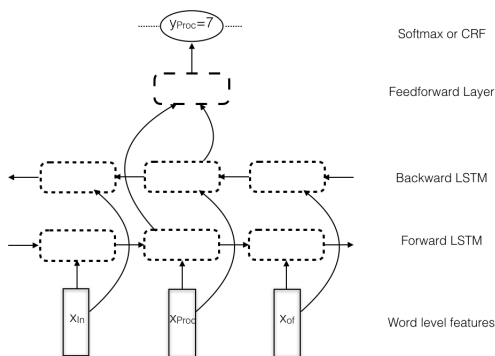 yProc=7
Softmax or CRF
Feedforward Layer
Backward LSTM
Forward LSTM
xIn
xProc
xof
Word level features